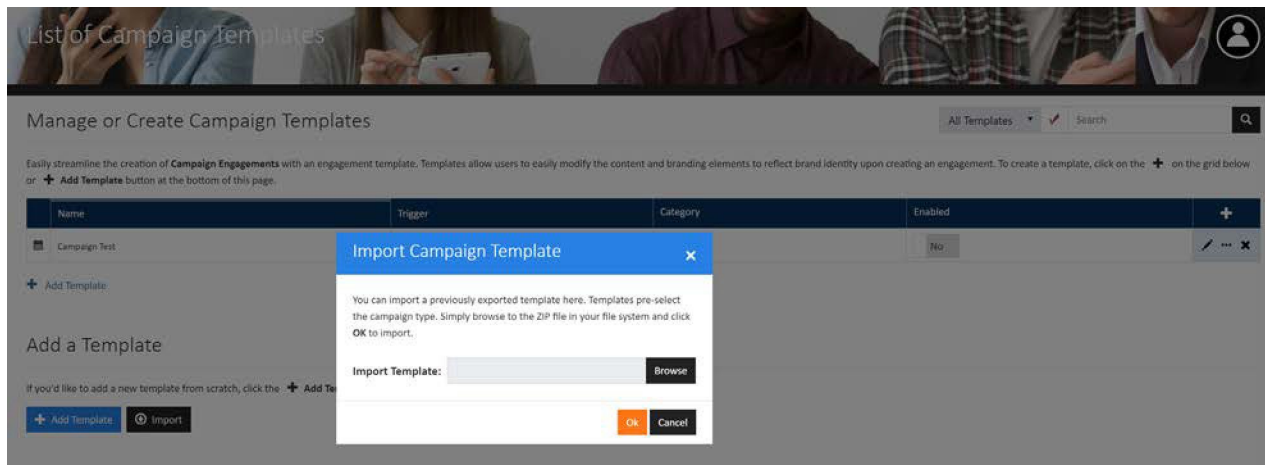 List of Campaign Templates
Manage or Create Campaign Templates
All Templates
Search
Easily streamline the creation of Campaign Engagements with an engagement template. Templates allow users to easily modify the content and branding elements to reflect brand identity upon creating an engagement. To create a template, click on the + on the grid below
or + Add Template button at the bottom of this page.
Name Trigger Category Enabled +
Campaign Test No
+ Add Template
Import Campaign Template
You can import a previously exported template here. Templates pre-select
the campaign type. Simply browse to the ZIP file in your file system and click
OK to import.
Import Template: Browse
Ok Cancel
Add a Template
If you'd like to add a new template from scratch, click the + Add Te
+ Add Template Import